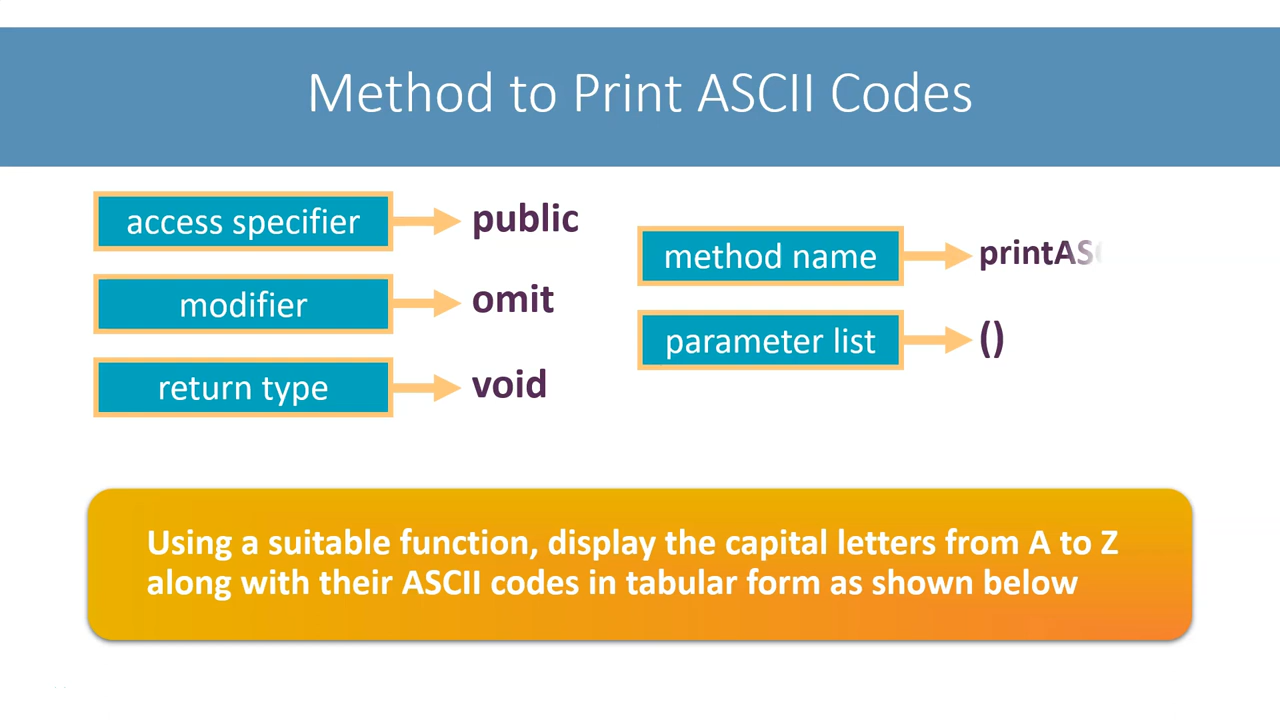 Method to Print ASCII Codes
access specifier
public
modifier
omit
return type
void
method name
parameter list
()
Using a suitable function, display the capital letters from A to Z
along with their ASCII codes in tabular form as shown below